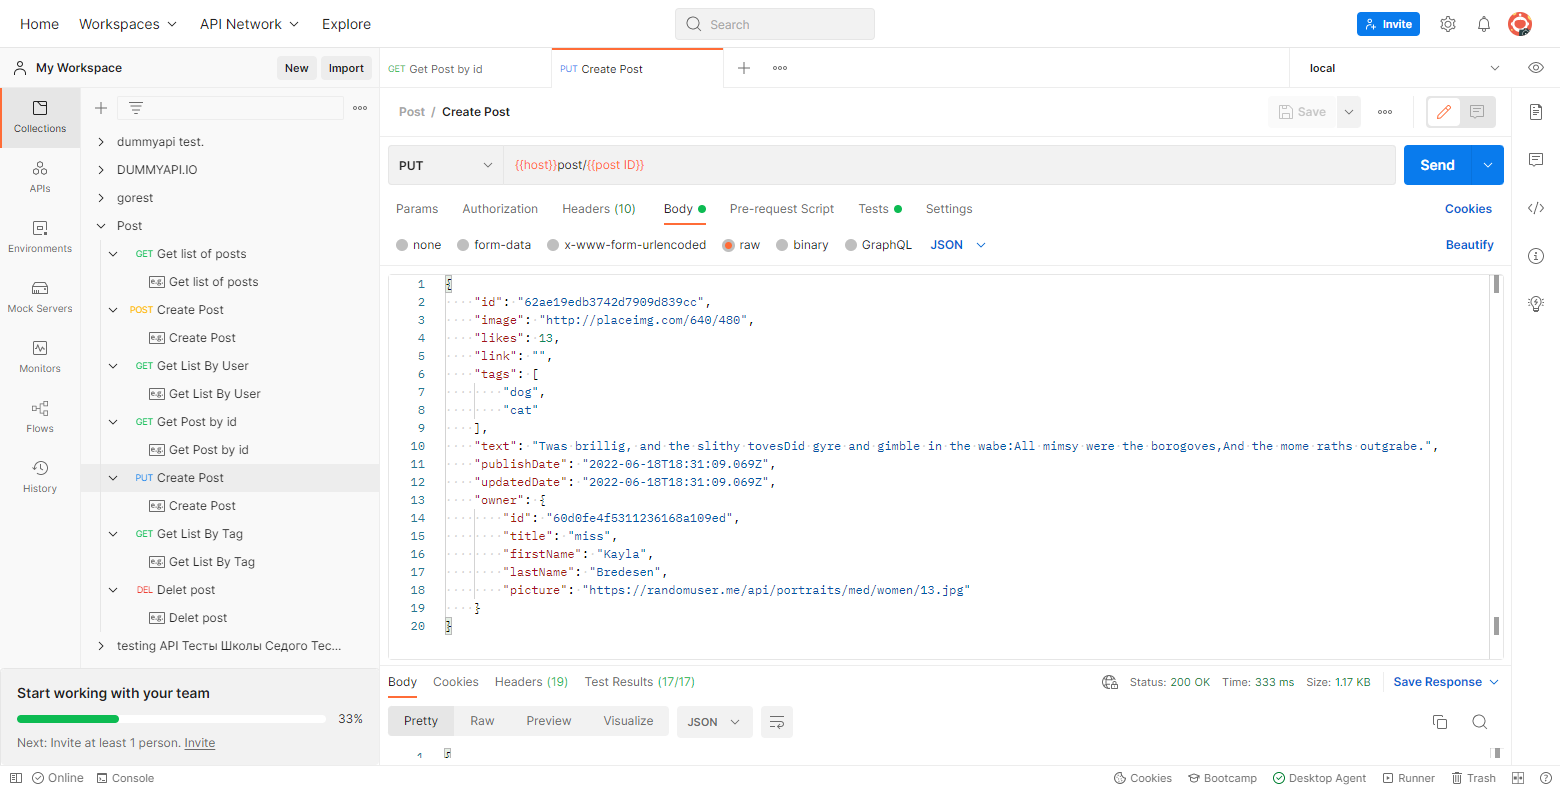 Home Workspaces API Network Explore Search Invite
My Workspace New Import GET Get Post by id PUT Create Post local
Collections
APIs
Environments
Mock Servers
Monitors
Flows
History
dummyapi test.
DUMMYAPI.IO
gorest
Post
GET Get list of posts
e.g. Get list of posts
POST Create Post
e.g. Create Post
GET Get List By User
e.g. Get List By User
GET Get Post by id
e.g. Get Post by id
PUT Create Post
e.g. Create Post
GET Get List By Tag
e.g. Get List By Tag
DEL Delet post
e.g. Delet post
testing API Тесты Школы Седого Тес...
Start working with your team
33%
Next: Invite at least 1 person. Invite
Post / Create Post Save
PUT {{host}}post/{{post ID}} Send
Params Authorization Headers (10) Body Pre-request Script Tests Settings Cookies
none form-data x-www-form-urlencoded raw binary GraphQL JSON Beautify
1 {
2 "id": "62ae19edb3742d7909d839cc",
3 "image": "http://placeimg.com/640/480",
4 "likes": 13,
5 "link": "",
6 "tags": [
7 "dog",
8 "cat"
9 ],
10 "text": "Twas brillig, and the slithy tovesDid gyre and gimble in the wabe:All mimsy were the borogoves,And the mome raths outgrabe.",
11 "publishDate": "2022-06-18T18:31:09.069Z",
12 "updatedDate": "2022-06-18T18:31:09.069Z",
13 "owner": {
14 "id": "60d0fe4f5311236168a109ed",
15 "title": "miss",
16 "firstName": "Kayla",
17 "lastName": "Bredesen",
18 "picture": "https://randomuser.me/api/portraits/med/women/13.jpg"
19 }
20 }
Body Cookies Headers (19) Test Results (17/17) Status: 200 OK Time: 333 ms Size: 1.17 KB Save Response
Pretty Raw Preview Visualize JSON
1 {
Online Console Cookies Bootcamp Desktop Agent Runner Trash